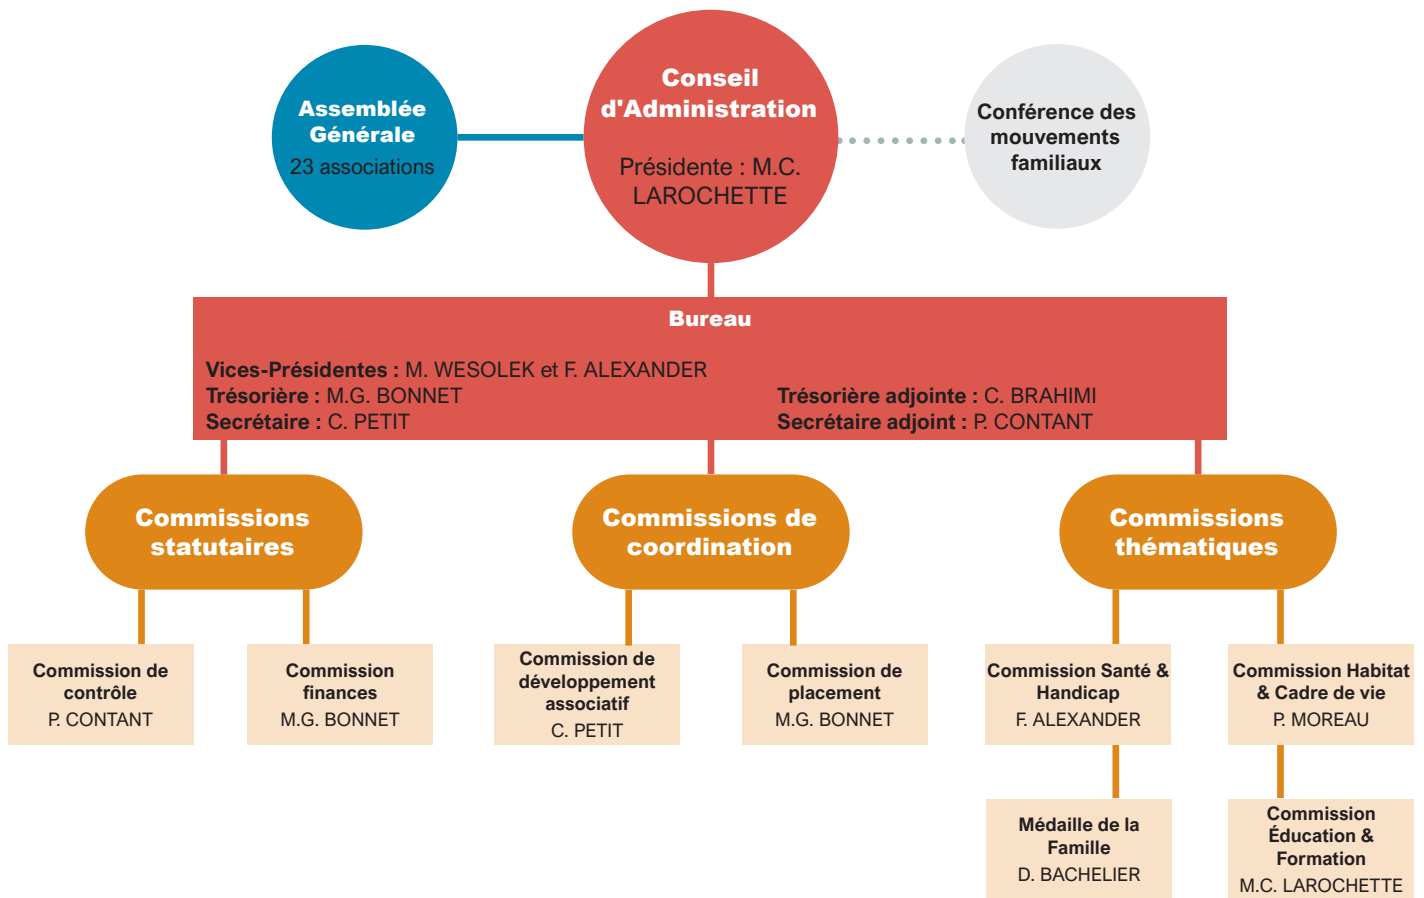 Assemblée
Générale
23 associations
Conseil
d'Administration
Présidente : M.C.
LAROCHETTE
Conférence des
mouvements
familiaux
Bureau
Vices-Présidentes : M. WESOLEK et F. ALEXANDER
Trésorière : M.G. BONNET
Secrétaire : C. PETIT
Trésorière adjointe : C. BRAHIMI
Secrétaire adjoint : P. CONTANT
Commissions
statutaires
Commissions de
coordination
Commissions
thématiques
Commission de
contrôle
P. CONTANT
Commission
finances
M.G. BONNET
Commission de
développement
associatif
C. PETIT
Commission de
placement
M.G. BONNET
Commission Santé &
Handicap
F. ALEXANDER
Commission Habitat
& Cadre de vie
P. MOREAU
Médaille de la
Famille
D. BACHELIER
Commission
Éducation &
Formation
M.C. LAROCHETTE